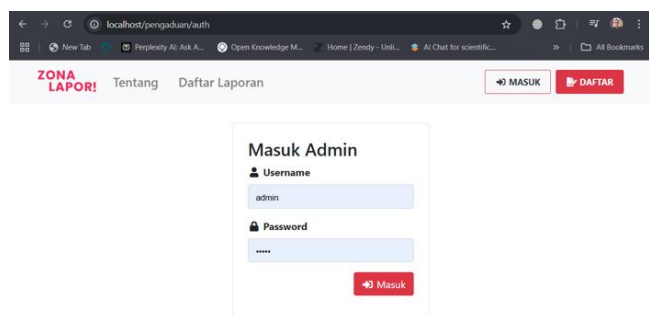 localhost/pengaduan/auth
New Tab Perplexity AI: Ask A... Open Knowledge M... Home | Zendy - Unli... AI Chat for scientific... » All Bookmarks
ZONA
LAPOR! Tentang Daftar Laporan MASUK DAFTAR
Masuk Admin
Username
admin
Password
•••••
Masuk